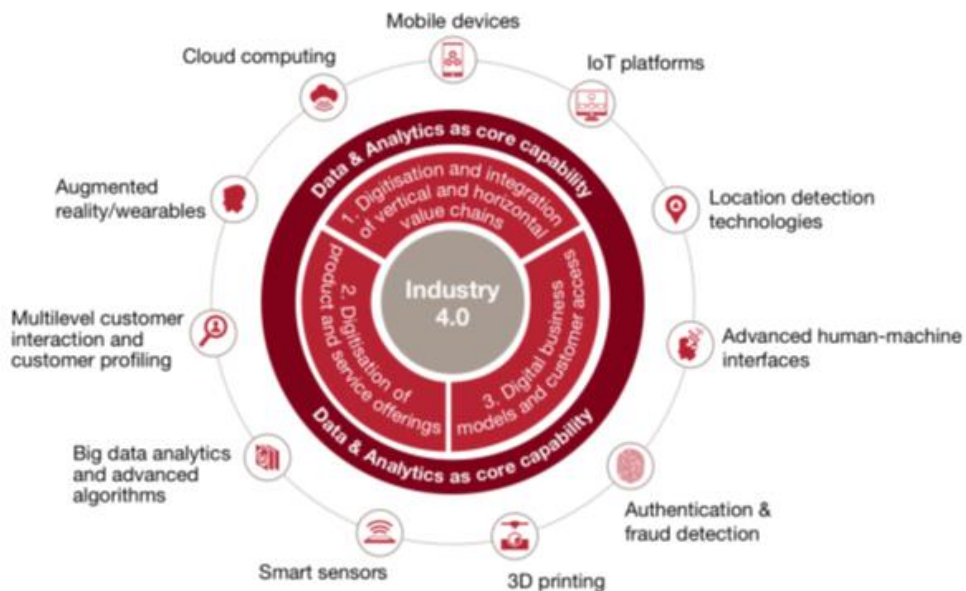 Mobile devices
Cloud computing
IoT platforms
Augmented
reality/wearables
Location detection
technologies
Multilevel customer
interaction and
customer profiling
Advanced human-machine
interfaces
Big data analytics
and advanced
algorithms
Authentication &
fraud detection
Smart sensors
3D printing
Data & Analytics as core capability
1. Digitisation and integration
of vertical and horizontal
value chains
2. Digitisation of
product and service offerings
3. Digital business
models and customer access
Industry
4.0
Data & Analytics as core capability